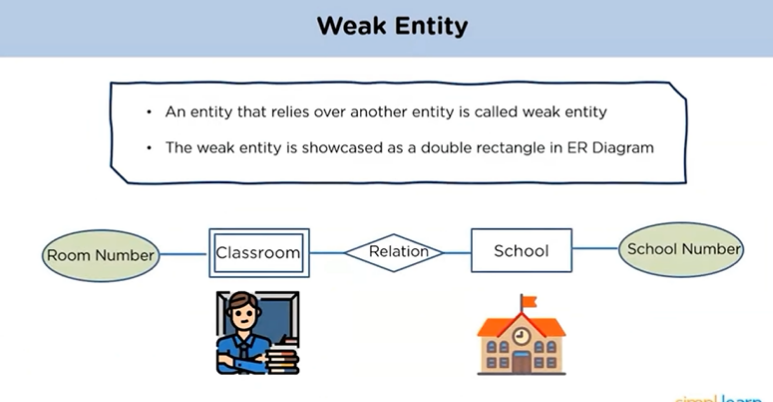 Weak Entity
• An entity that relies over another entity is called weak entity
• The weak entity is showcased as a double rectangle in ER Diagram
Room Number
Classroom
Relation
School
School Number